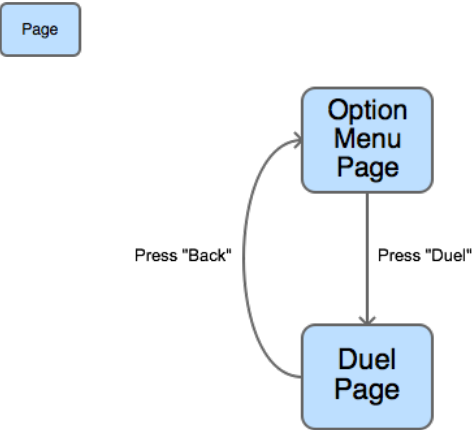 Page
Option
Menu
Page
Press "Back"
Press "Duel"
Duel
Page